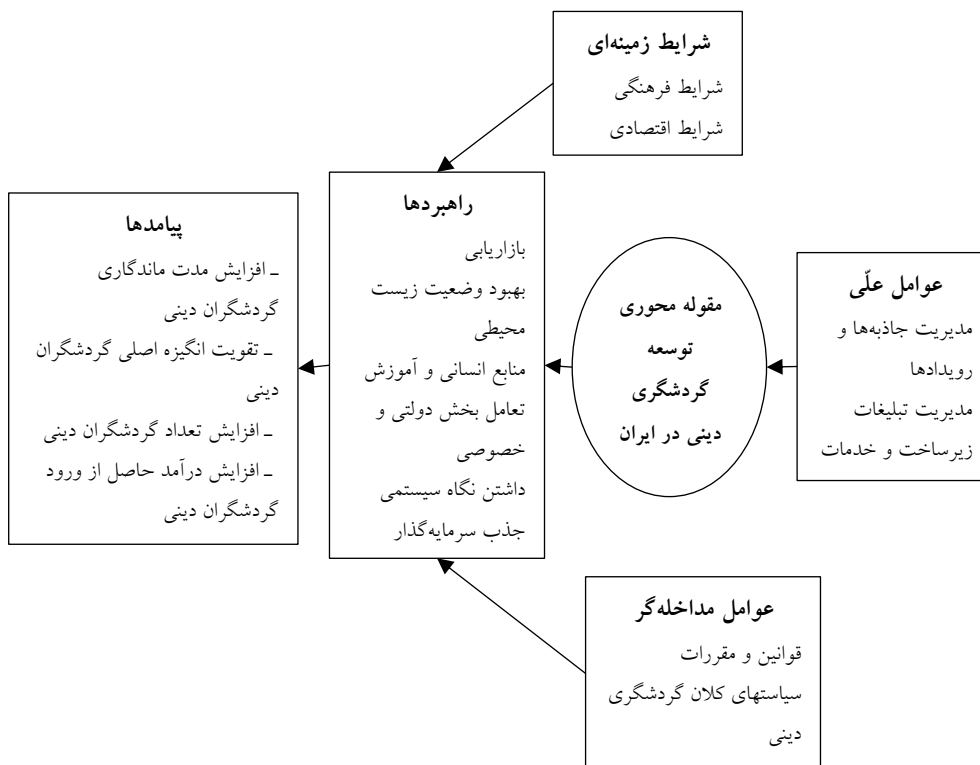 شرایط زمینه‌ای
شرایط فرهنگی
شرایط اقتصادی
عوامل علّی
مدیریت جاذبه‌ها و
رویدادها
مدیریت تبلیغات
زیرساخت و خدمات
مقوله محوری
توسعه
گردشگری
دینی در ایران
راهبردها
بازاریابی
بهبود وضعیت زیست
محیطی
منابع انسانی و آموزش
تعامل بخش دولتی و
خصوصی
داشتن نگاه سیستمی
جذب سرمایه‌گذار
پیامدها
ـ افزایش مدت ماندگاری
گردشگران دینی
ـ تقویت انگیزه اصلی گردشگران
دینی
ـ افزایش تعداد گردشگران دینی
ـ افزایش درآمد حاصل از ورود
گردشگران دینی
عوامل مداخله‌گر
قوانین و مقررات
سیاستهای کلان گردشگری
دینی